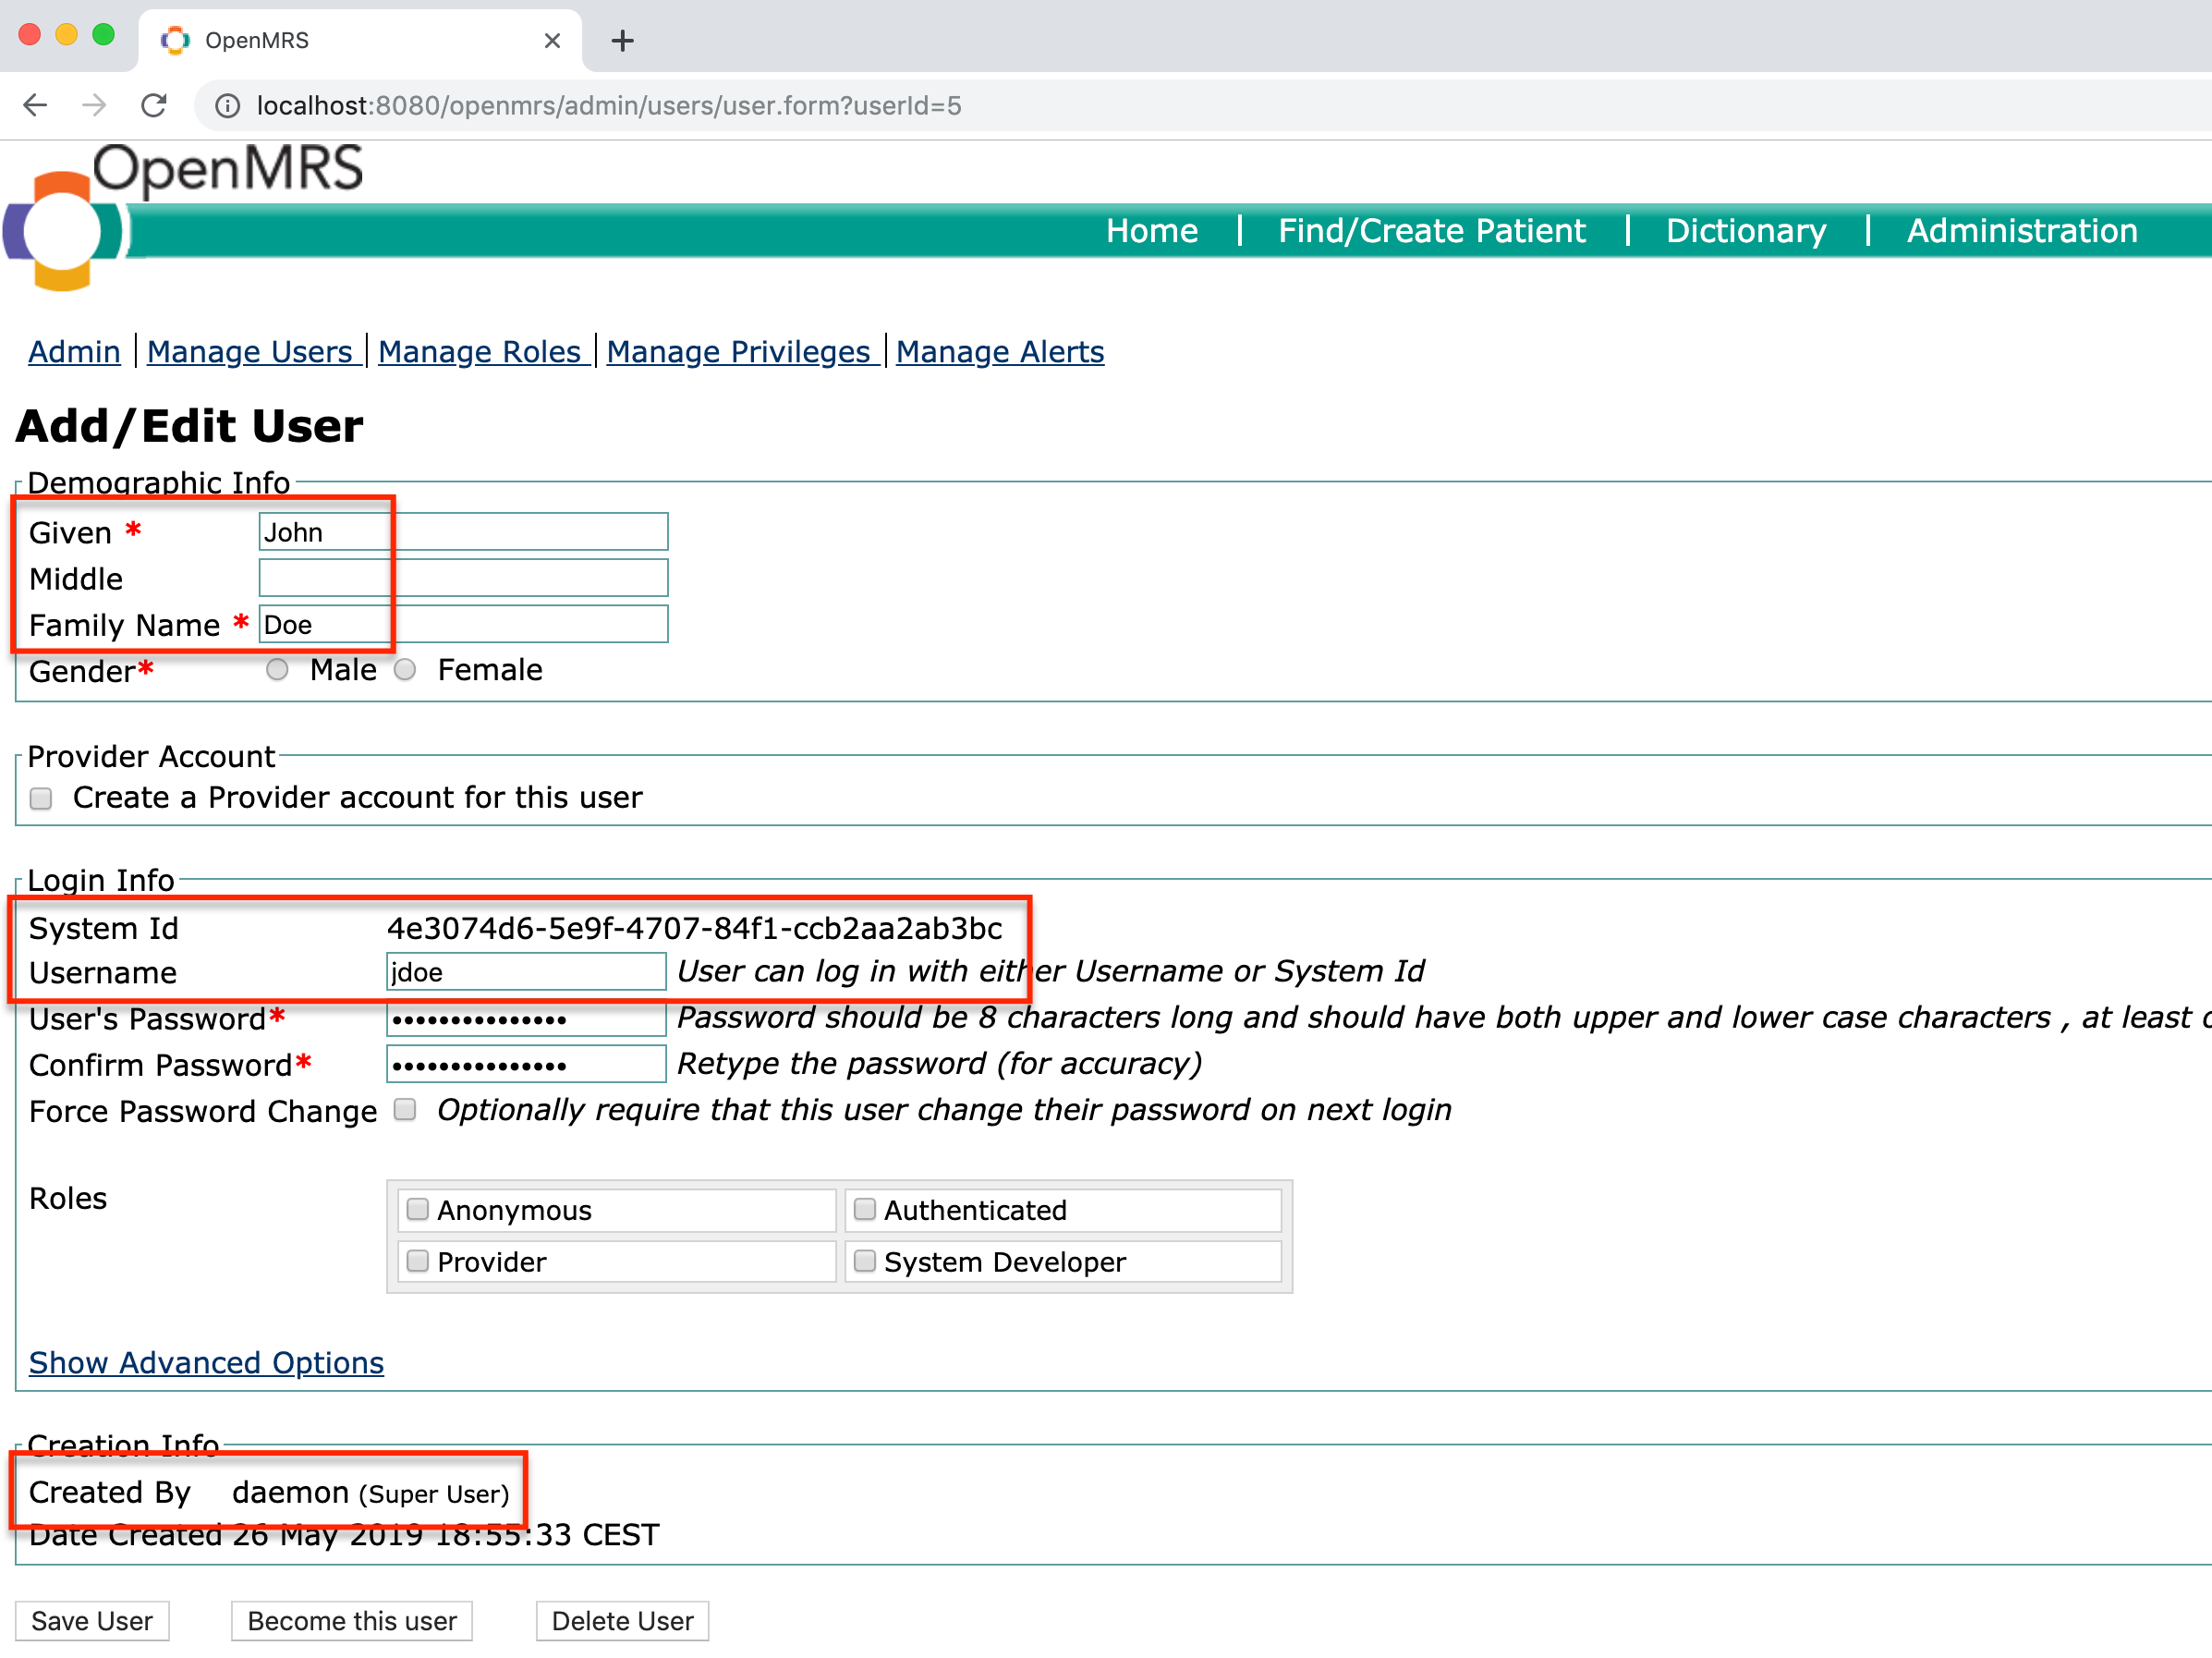 OpenMRS
localhost:8080/openmrs/admin/users/user.form?userId=5
OpenMRS
Home | Find/Create Patient | Dictionary | Administration
Admin | Manage Users | Manage Roles | Manage Privileges | Manage Alerts
Add/Edit User
Demographic Info
Given * John
Middle
Family Name * Doe
Gender* Male Female
Provider Account
Create a Provider account for this user
Login Info
System Id 4e3074d6-5e9f-4707-84f1-ccb2aa2ab3bc
Username jdoe User can log in with either Username or System Id
User's Password* ••••••••••••••• Password should be 8 characters long and should have both upper and lower case characters , at least
Confirm Password* ••••••••••••••• Retype the password (for accuracy)
Force Password Change Optionally require that this user change their password on next login
Roles
Anonymous Authenticated
Provider System Developer
Show Advanced Options
Creation Info
Created By daemon (Super User)
Date Created 26 May 2019 18:55:33 CEST
Save User Become this user Delete User